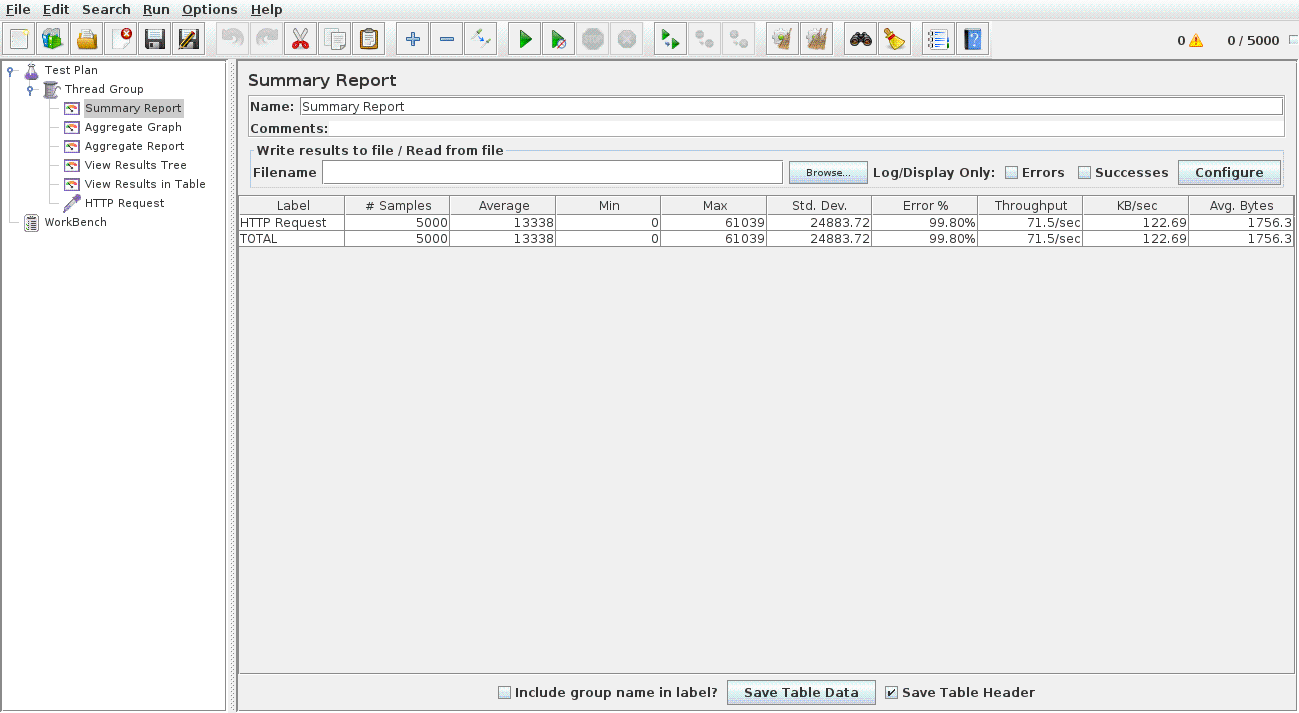 File Edit Search Run Options Help
0 0 / 5000
Test Plan
Thread Group
Summary Report
Aggregate Graph
Aggregate Report
View Results Tree
View Results in Table
HTTP Request
WorkBench
Summary Report
Name: Summary Report
Comments:
Write results to file / Read from file
Filename Browse... Log/Display Only: Errors Successes Configure
Label # Samples Average Min Max Std. Dev. Error % Throughput KB/sec Avg. Bytes
HTTP Request 5000 13338 0 61039 24883.72 99.80% 71.5/sec 122.69 1756.3
TOTAL 5000 13338 0 61039 24883.72 99.80% 71.5/sec 122.69 1756.3
Include group name in label? Save Table Data Save Table Header